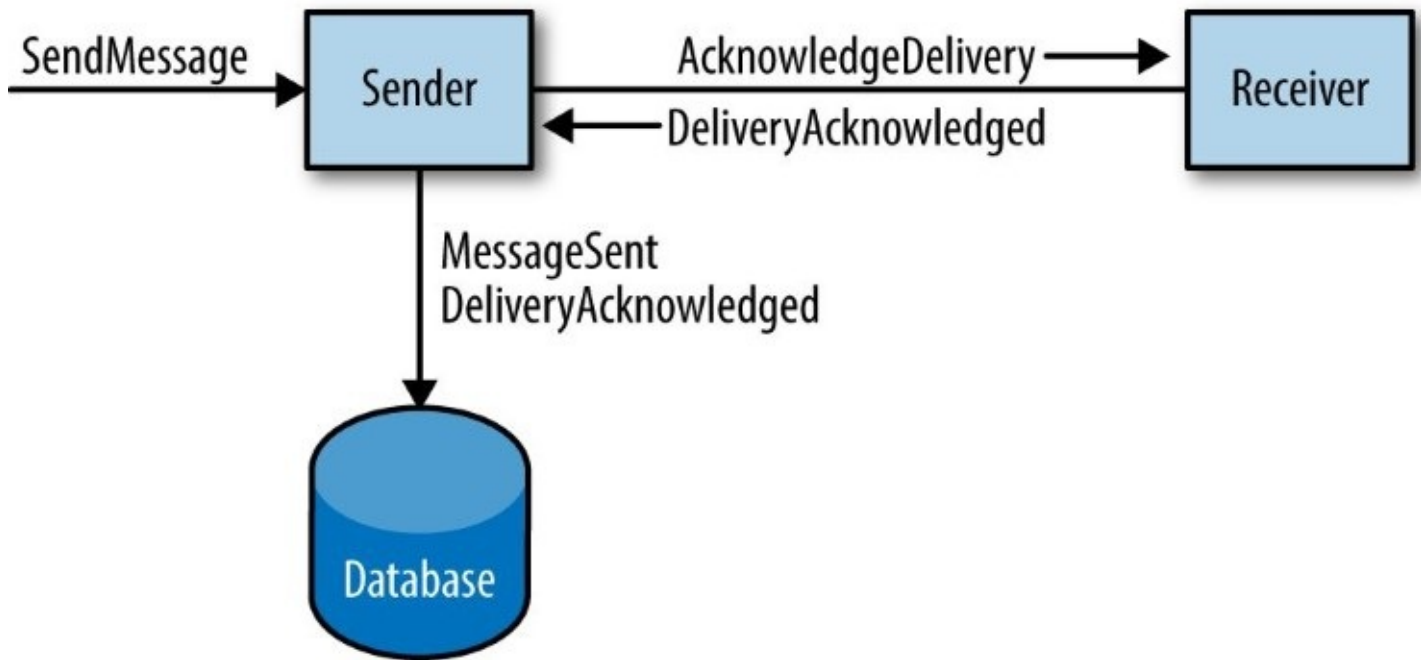 SendMessage
Sender
AcknowledgeDelivery
DeliveryAcknowledged
Receiver
MessageSent
DeliveryAcknowledged
Database